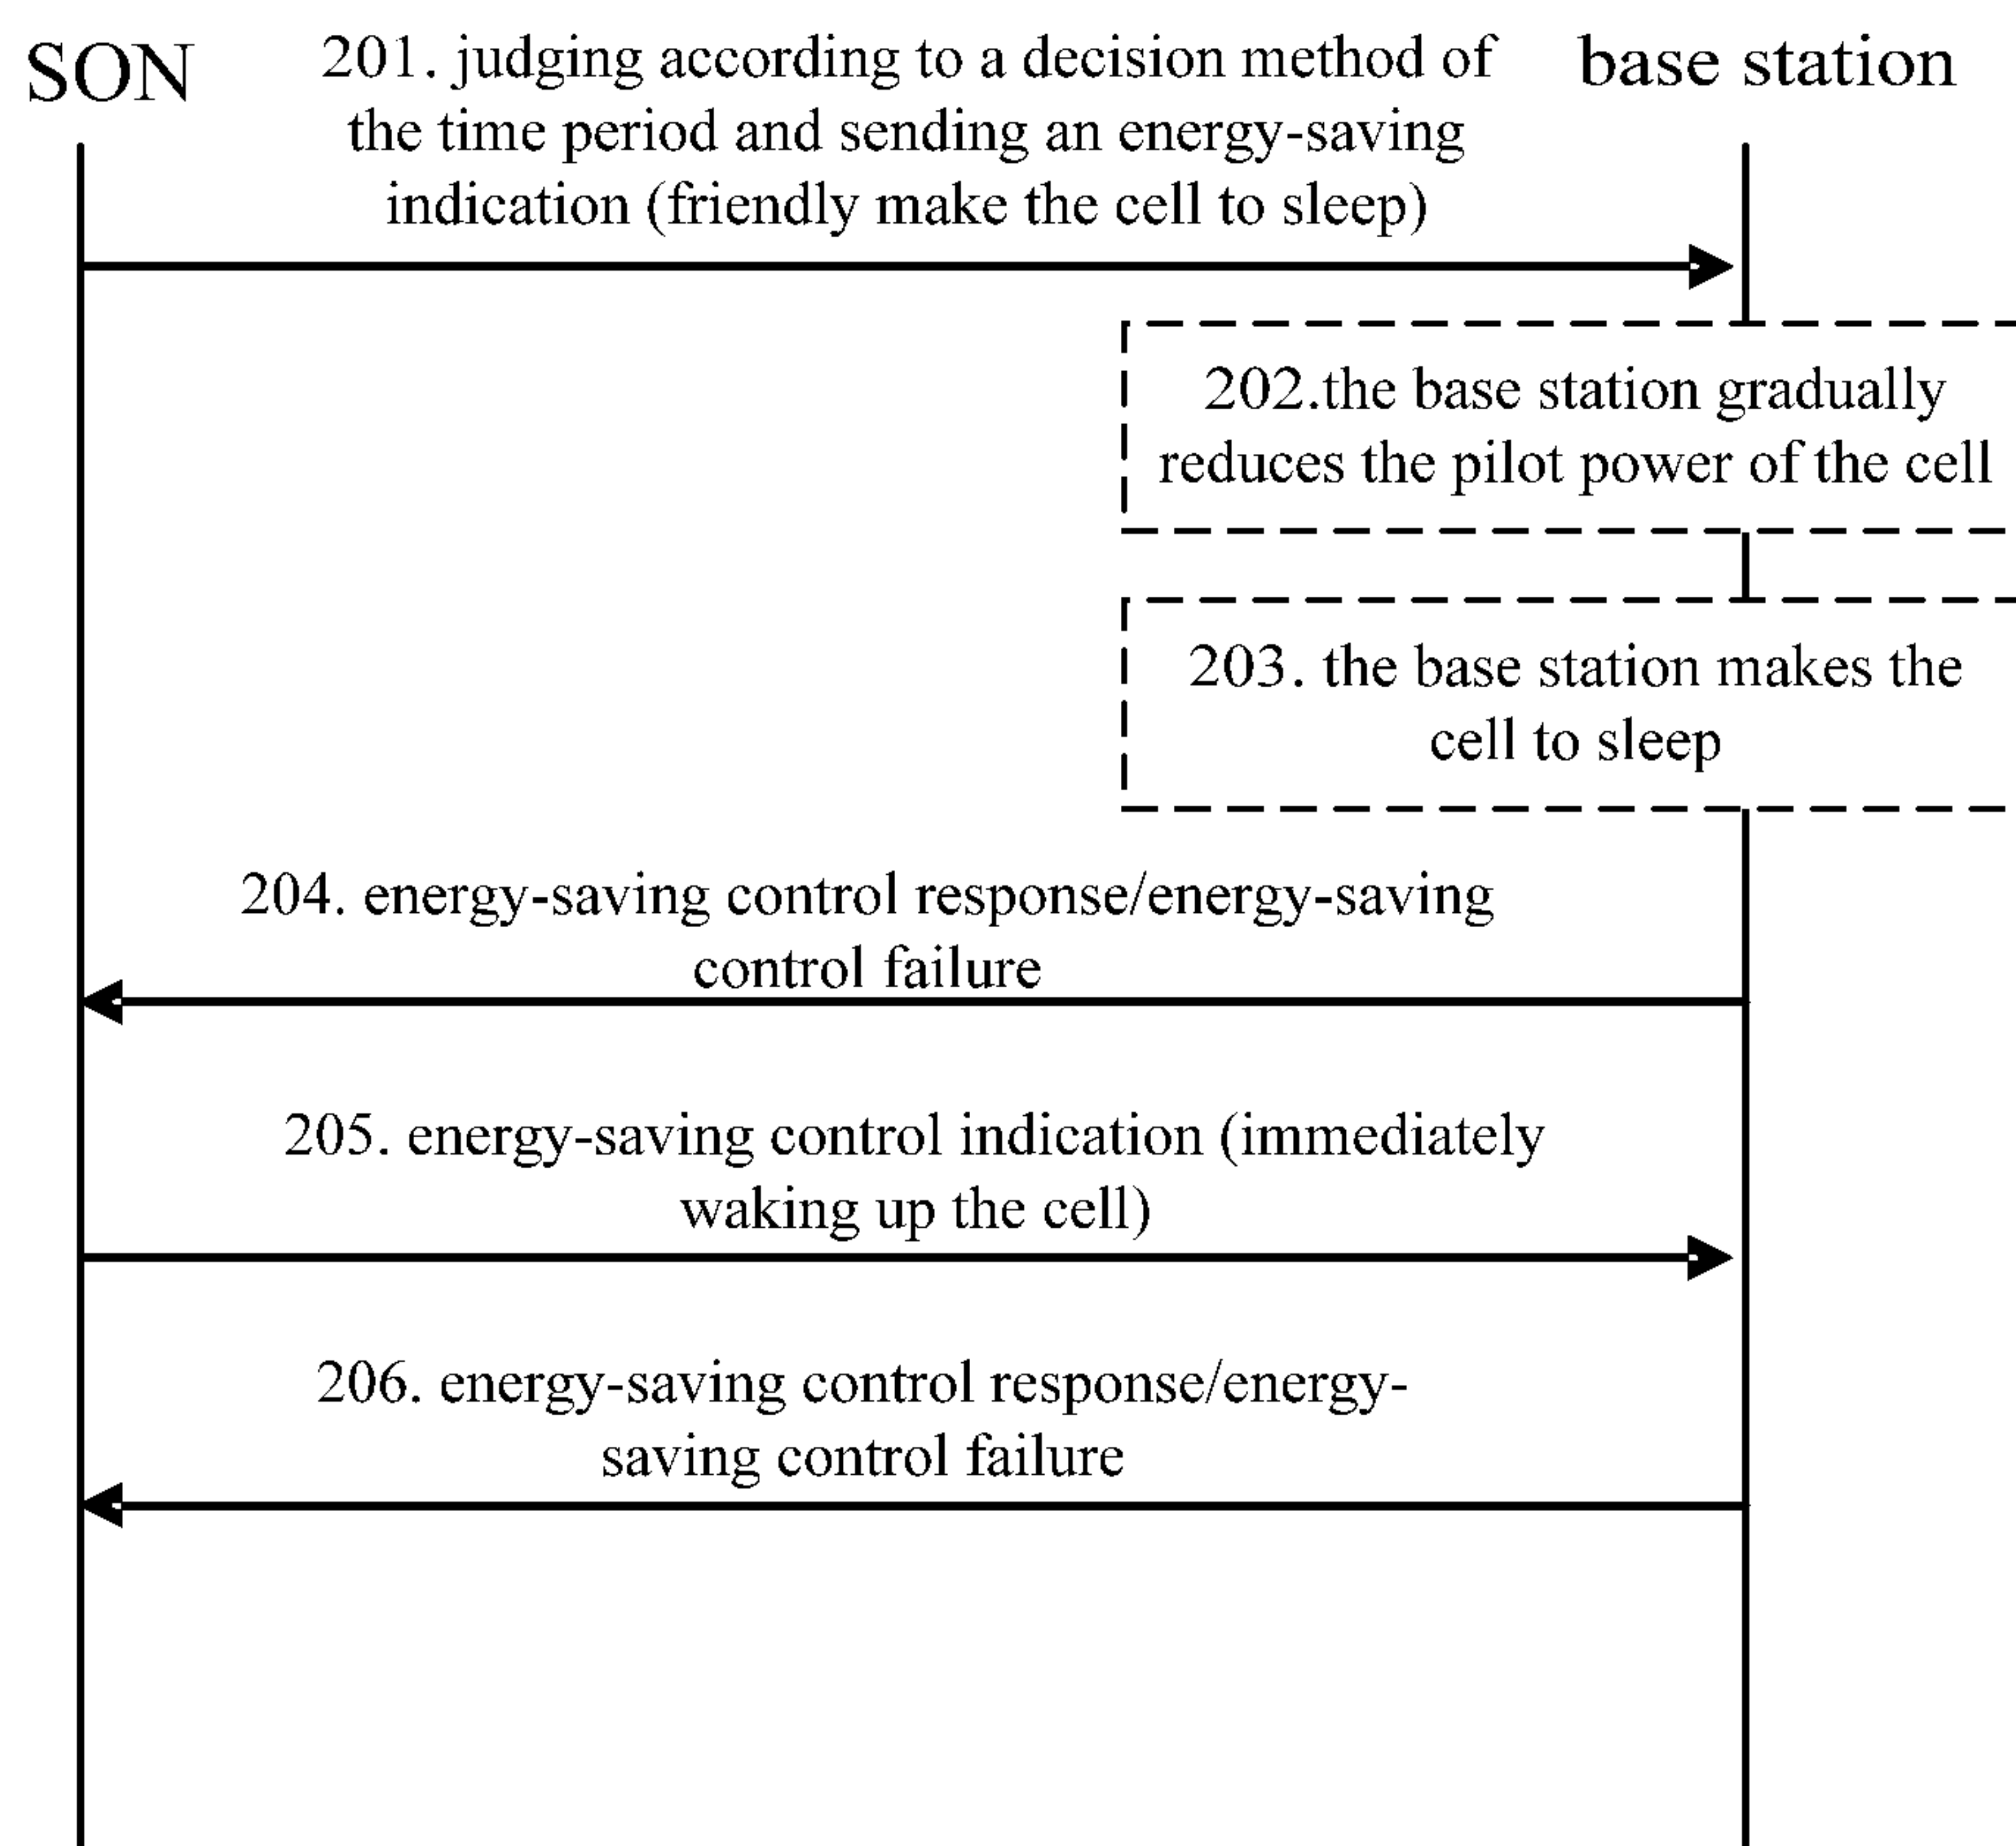 SON
201. judging according to a decision method of
the time period and sending an energy-saving
indication (friendly make the cell to sleep)
base station
202.the base station gradually
reduces the pilot power of the cell
203. the base station makes the
cell to sleep
204. energy-saving control response/energy-saving
control failure
205. energy-saving control indication (immediately
waking up the cell)
206. energy-saving control response/energy-
saving control failure